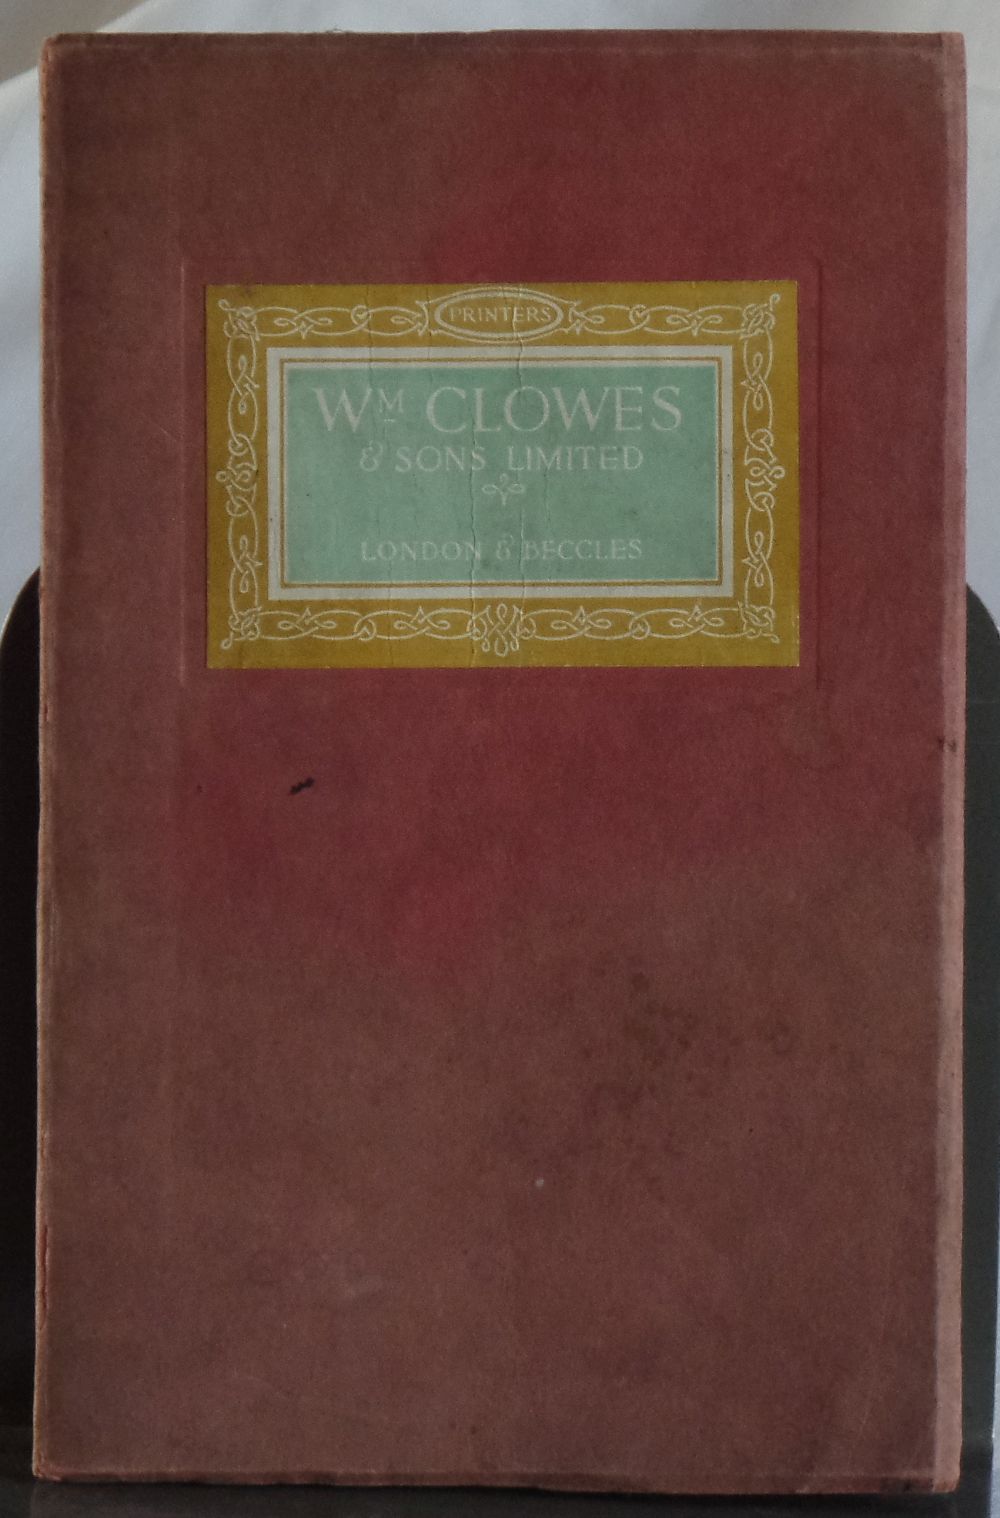 PRINTERS
WM CLOWES
& SONS LIMITED
LONDON & BECCLES